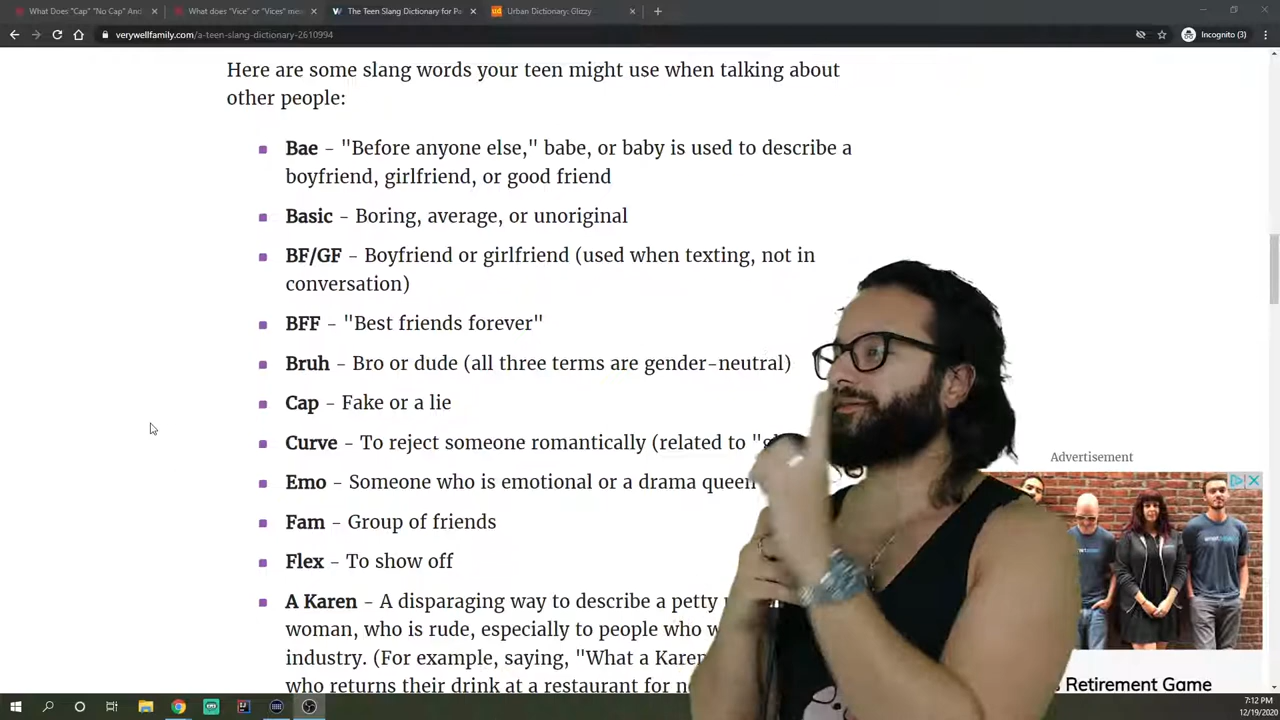 What Does "Cap" "No Cap" And
What does "Vice" or "Vices" me
The Teen Slang Dictionary for Pa
ud
Urban Dictionary: Glizzy
verywellfamily.com/a-teen-slang-dictionary-2610994
Incognito (3)
Here are some slang words your teen might use when talking about
other people:
Bae - "Before anyone else," babe, or baby is used to describe a
boyfriend, girlfriend, or good friend
Basic - Boring, average, or unoriginal
BF/GF - Boyfriend or girlfriend (used when texting, not in
conversation)
BFF - "Best friends forever"
Bruh - Bro or dude (all three terms are gender-neutral)
Cap - Fake or a lie
Curve - To reject someone romantically (related to "
Emo - Someone who is emotional or a drama queen
Fam - Group of friends
Flex - To show off
A Karen - A disparaging way to describe a petty
woman, who is rude, especially to people who w
industry. (For example, saying, "What a Karen
who returns their drink at a restaurant for
Advertisement
Retirement Game
7:12 PM
12/19/2020